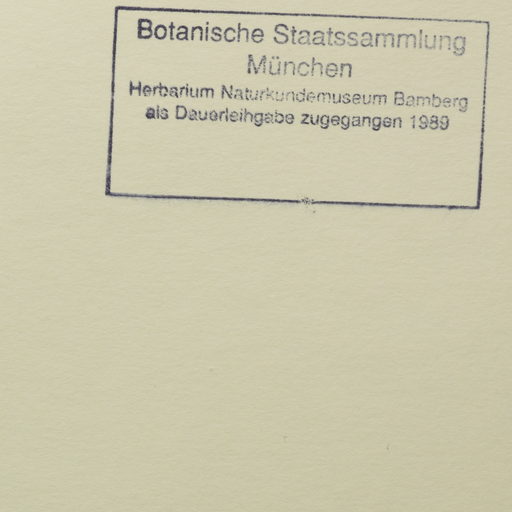 Botanische Staatssammlung
München
Herbarium Naturkundemuseum Bamberg
als Dauerleihgabe zugegangen 1989